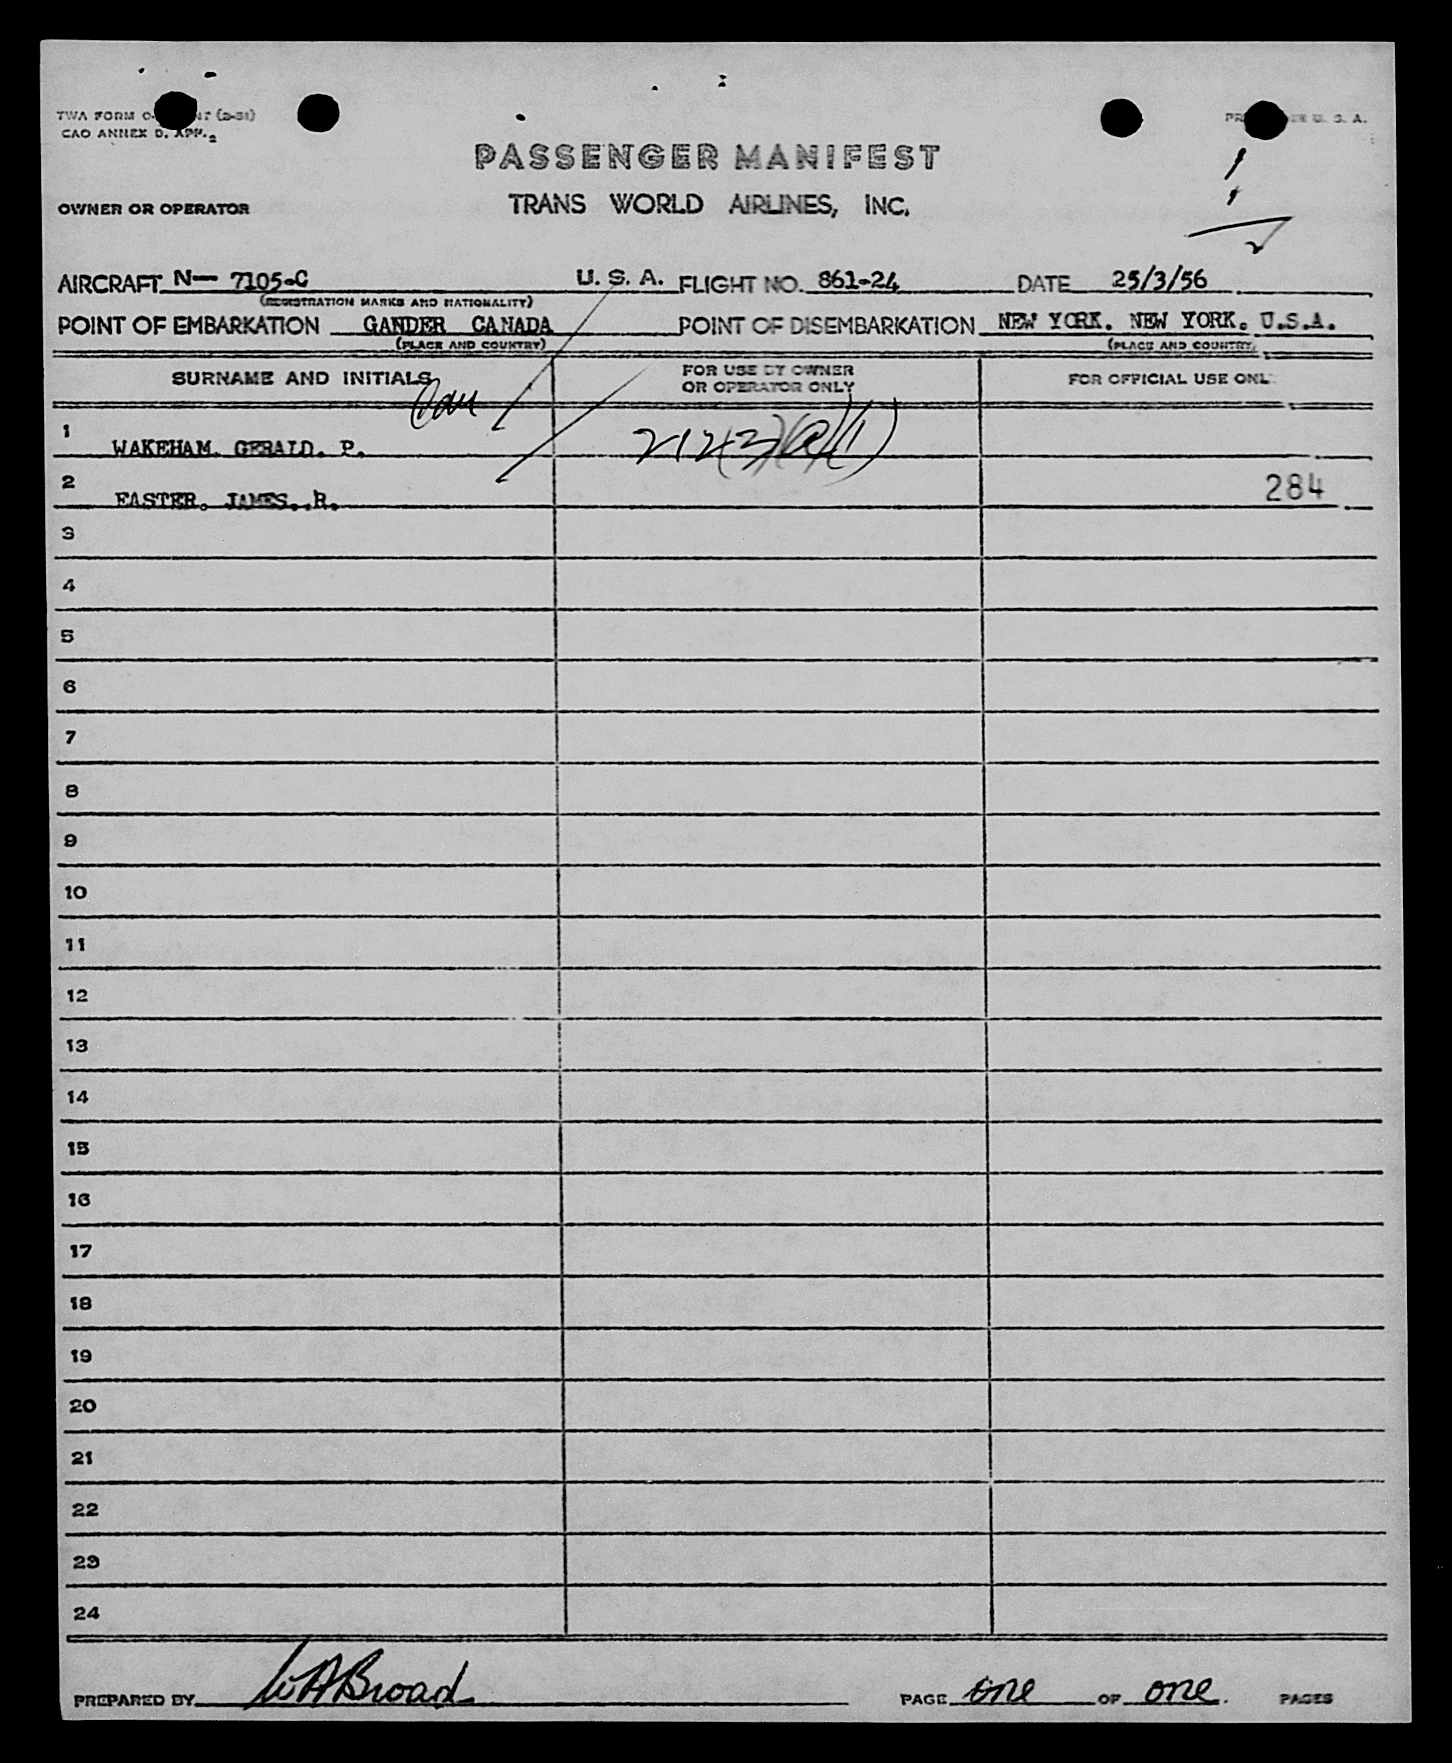 TWA FORM
CAO ANNEX D. APP. 2
U. S. A.
PASSENGER MANIFEST
OWNER OR OPERATOR TRANS WORLD AIRLINES, INC.
AIRCRAFT N— 7105-C U. S. A. FLIGHT NO. 861-24 DATE 25/3/56
(REGISTRATION MARKS AND NATIONALITY)
POINT OF EMBARKATION GANDER CANADA POINT OF DISEMBARKATION NEW YORK. NEW YORK. U.S.A.
(PLACE AND COUNTRY) (PLACE AND COUNTRY)
SURNAME AND INITIALS FOR USE BY OWNER OR OPERATOR ONLY FOR OFFICIAL USE ONLY
1 WAKEHAM. GERALD. P.
2 EASTER. JAMES. R. 284
3
4
5
6
7
8
9
10
11
12
13
14
15
16
17
18
19
20
21
22
23
24
PREPARED BY WABroad PAGE one OF one. PAGES